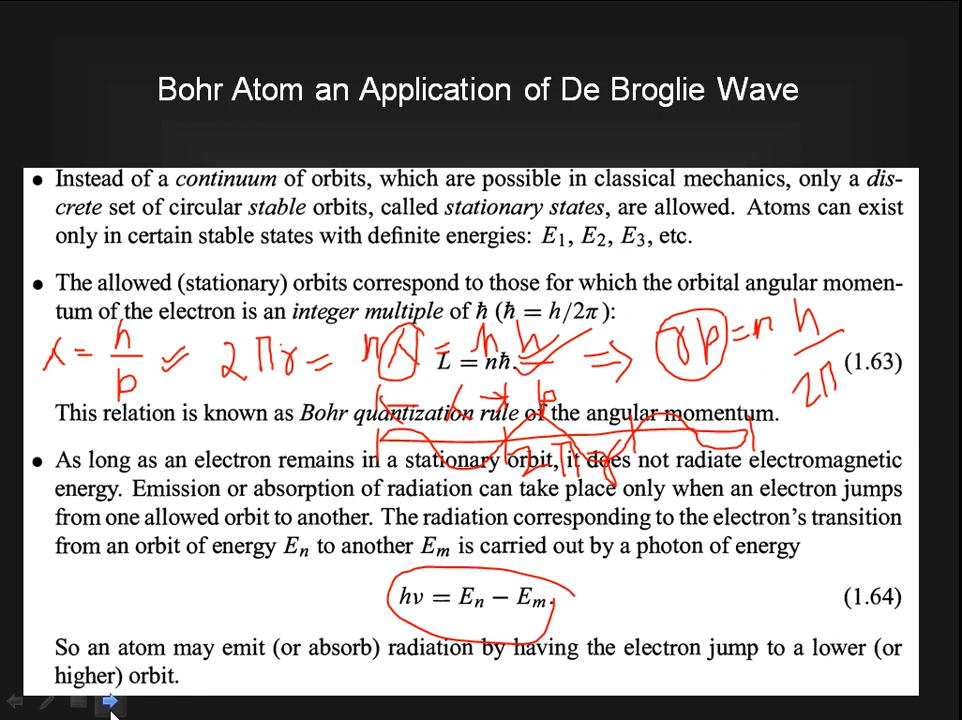 Bohr Atom an Application of De Broglie Wave
• Instead of a continuum of orbits, which are possible in classical mechanics, only a dis-
crete set of circular stable orbits, called stationary states, are allowed. Atoms can exist
only in certain stable states with definite energies: E₁, E₂, E₃, etc.
• The allowed (stationary) orbits correspond to those for which the orbital angular momen-
tum of the electron is an integer multiple of ℏ (ℏ = h/2π):
λ = h/p 2πr = nλ = n h/p ⇒ rp = n h/2π
L = nℏ. (1.63)
λ
This relation is known as Bohr quantization rule of the angular momentum.
2πr
• As long as an electron remains in a stationary orbit, it does not radiate electromagnetic
energy. Emission or absorption of radiation can take place only when an electron jumps
from one allowed orbit to another. The radiation corresponding to the electron's transition
from an orbit of energy Eₙ to another Eₘ is carried out by a photon of energy
hν = Eₙ − Eₘ. (1.64)
So an atom may emit (or absorb) radiation by having the electron jump to a lower (or
higher) orbit.